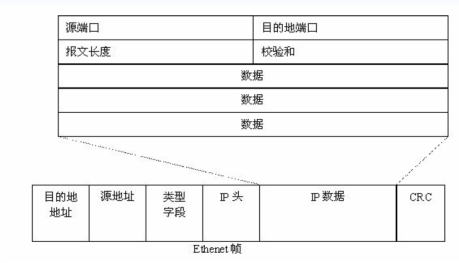 源端口 目的地端口
报文长度 校验和
数据
数据
数据
目的地 源地址 类型 IP 头 IP 数据 CRC
地址 字段
Ethenet 帧